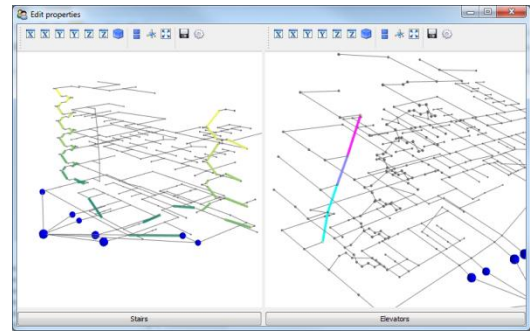 Edit properties
X X Y Y Z Z
X X Y Y Z Z
Stairs
Elevators